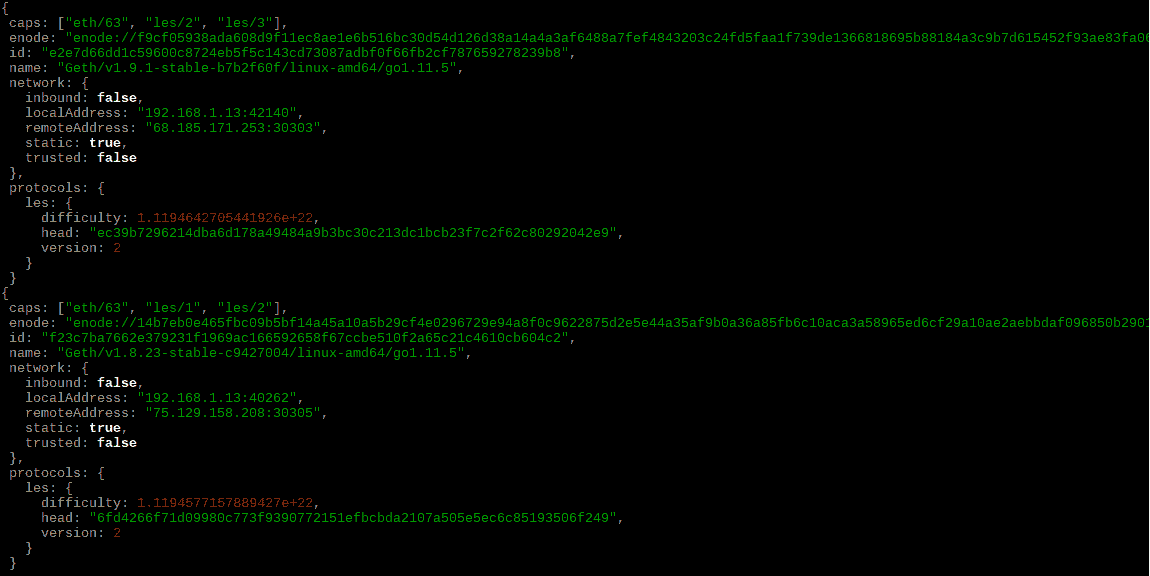 {
caps: ["eth/63", "les/2", "les/3"],
enode: "enode://f9cf05938ada608d9f11ec8ae1e6b516bc30d54d126d38a14a4a3af6488a7fef4843203c24fd5faa1f739de1366818695b88184a3c9b7d615452f93ae83fa06
id: "e2e7d66dd1c59600c8724eb5f5c143cd73087adbf0f66fb2cf787659278239b8",
name: "Geth/v1.9.1-stable-b7b2f60f/linux-amd64/go1.11.5",
network: {
inbound: false,
localAddress: "192.168.1.13:42140",
remoteAddress: "68.185.171.253:30303",
static: true,
trusted: false
},
protocols: {
les: {
difficulty: 1.1194642705441926e+22,
head: "ec39b7296214dba6d178a49484a9b3bc30c213dc1bcb23f7c2f62c80292042e9",
version: 2
}
}
{
caps: ["eth/63", "les/1", "les/2"],
enode: "enode://14b7eb0e465fbc09b5bf14a45a10a5b29cf4e0296729e94a8f0c9622875d2e5e44a35af9b0a36a85fb6c10aca3a58965ed6cf29a10ae2aebbdaf096850b2901
id: "f23c7ba7662e379231f1969ac166592658f67ccbe510f2a65c21c4610cb604c2",
name: "Geth/v1.8.23-stable-c9427004/linux-amd64/go1.11.5",
network: {
inbound: false,
localAddress: "192.168.1.13:40262",
remoteAddress: "75.129.158.208:30305",
static: true,
trusted: false
},
protocols: {
les: {
difficulty: 1.1194577157889427e+22,
head: "6fd4266f71d09980c773f9390772151efbcbda2107a505e5ec6c85193506f249",
version: 2
}
}